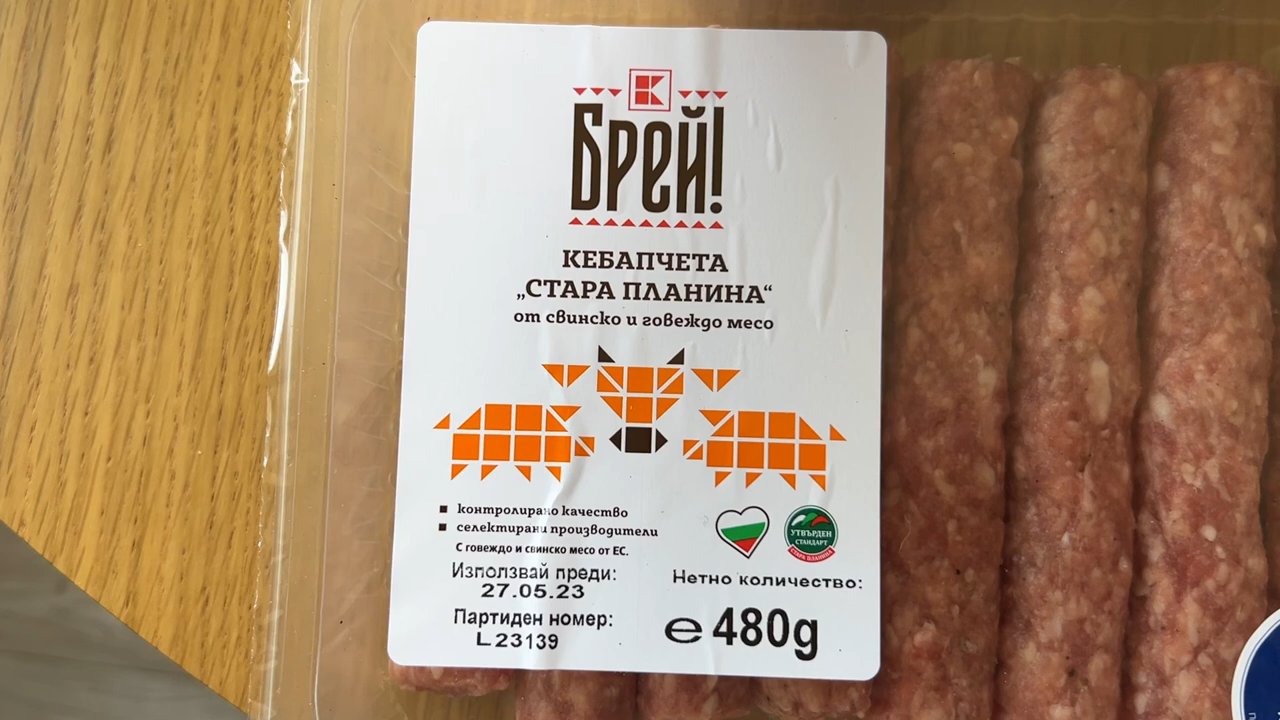 K
Брей!
КЕБАПЧЕТА
„СТАРА ПЛАНИНА“
от свинско и говеждо месо
контролирано качество
селектирани производители
С говеждо и свинско месо от ЕС.
УТВЪРДЕН
СТАНДАРТ
СТАРА ПЛАНИНА
Използвай преди:
27.05.23
Партиден номер:
L23139
Нетно количество:
℮ 480g